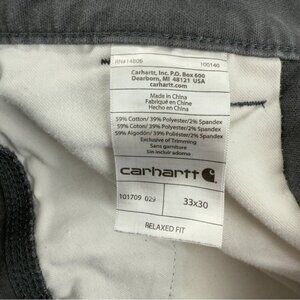 RN# 14806 100140
Carhartt, Inc. P.O. Box 600
Dearborn, MI 48121 USA
carhartt.com
Made in China
Fabriqué en Chine
Hecho en China
59% Cotton/ 39% Polyester/2% Spandex
59% Coton/ 39% Polyester/2% Spandex
59% Algodón/ 39% Poliéster/2% Spandex
Exclusive of Trimming
Sans garniture
Sin incluir adorno
carhartt
101709 029 33x30
RELAXED FIT